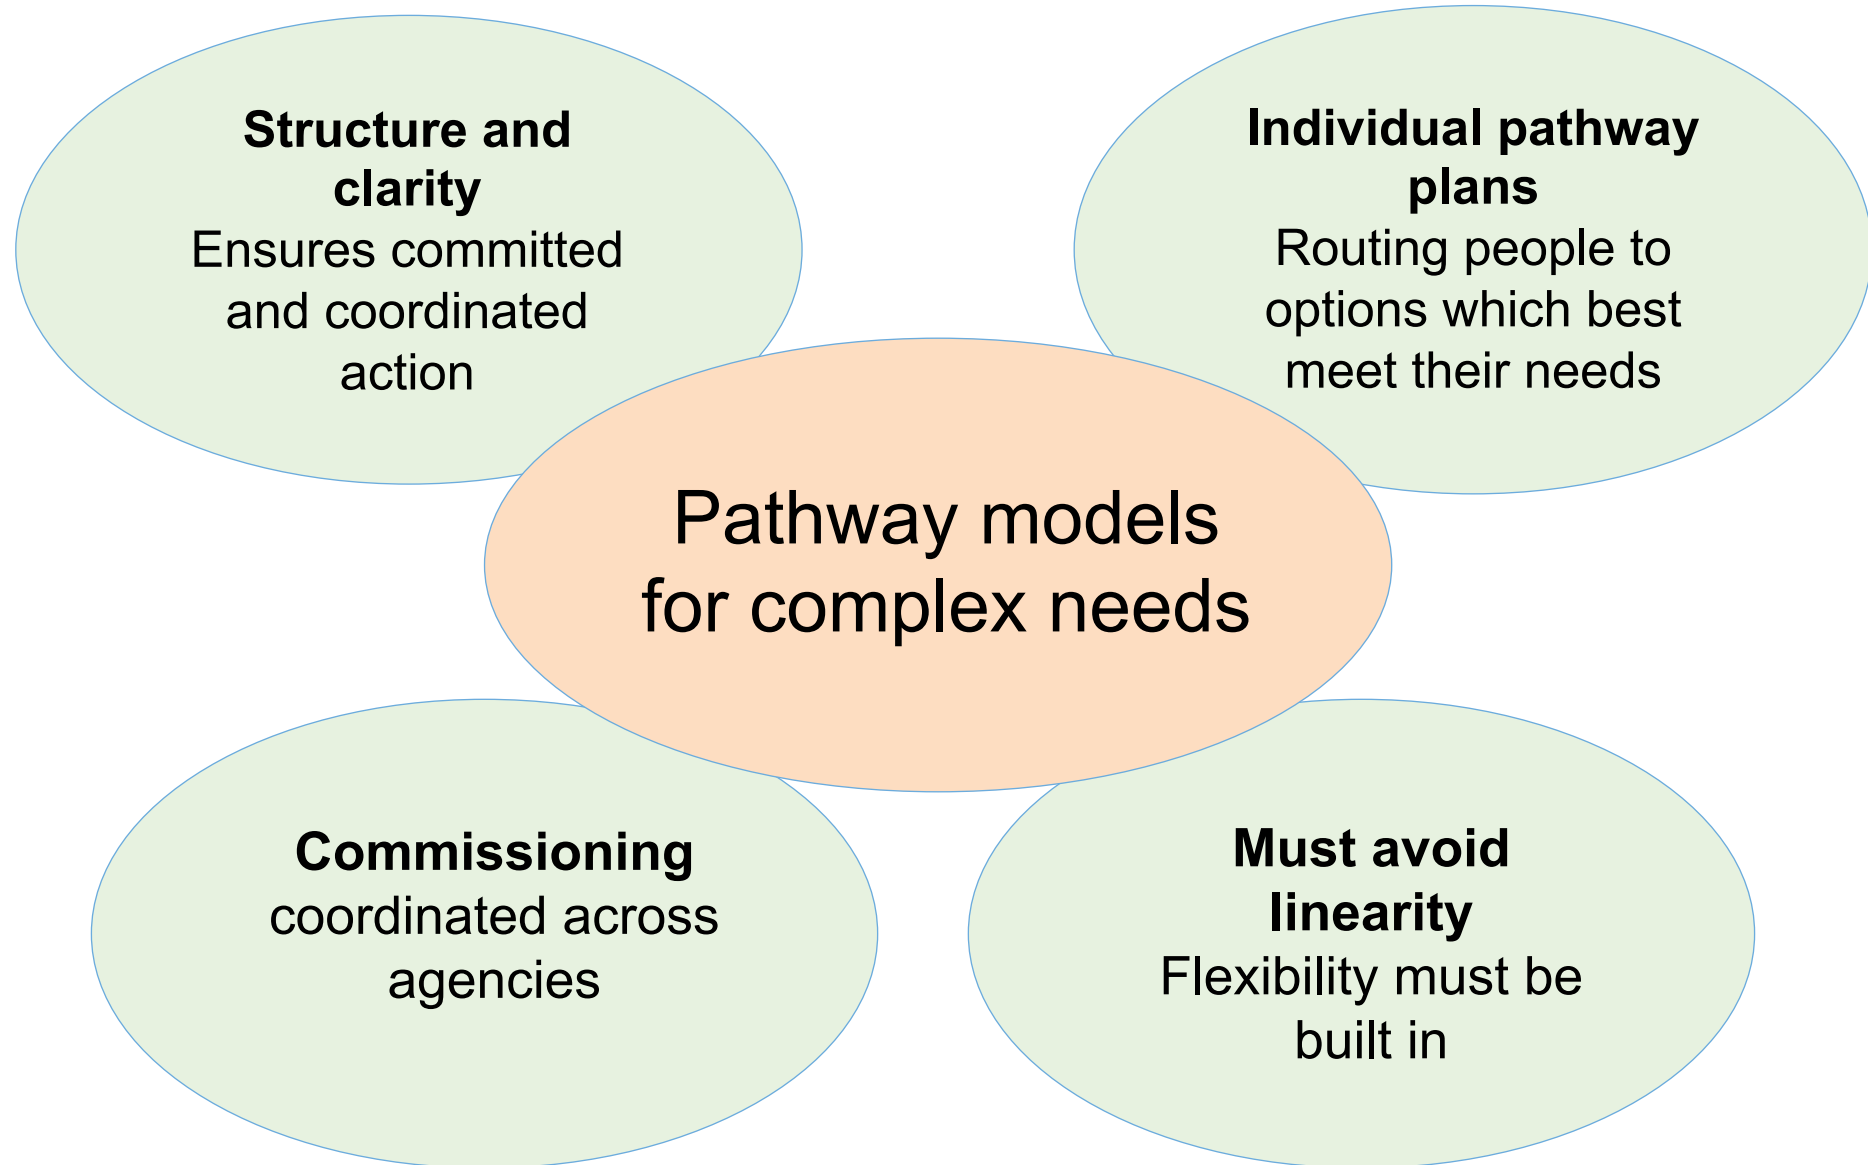 Structure and
clarity
Ensures committed
and coordinated
action
Individual pathway
plans
Routing people to
options which best
meet their needs
Pathway models
for complex needs
Commissioning
coordinated across
agencies
Must avoid
linearity
Flexibility must be
built in